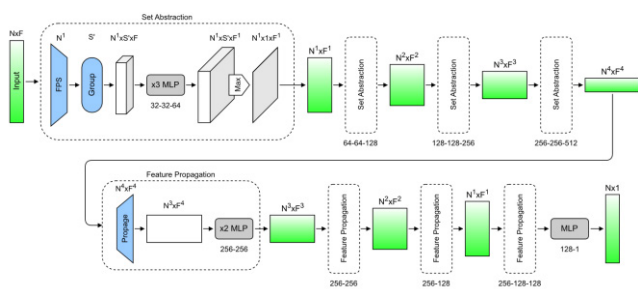 Set Abstraction
NxF
Input
N¹
FPS
S'
Group
N¹xS'xF
x3 MLP
32-32-64
N¹xS'xF¹
Max
N¹x1xF¹
N¹xF¹
Set Abstraction
64-64-128
N²xF²
Set Abstraction
128-128-256
N³xF³
Set Abstraction
256-256-512
N⁴xF⁴
Feature Propagation
N⁴xF⁴
Propage
N³xF⁴
x2 MLP
256-256
N³xF³
Feature Propagation
256-256
N²xF²
Feature Propagation
256-128
N¹xF¹
Feature Propagation
256-128-128
MLP
128-1
Nx1